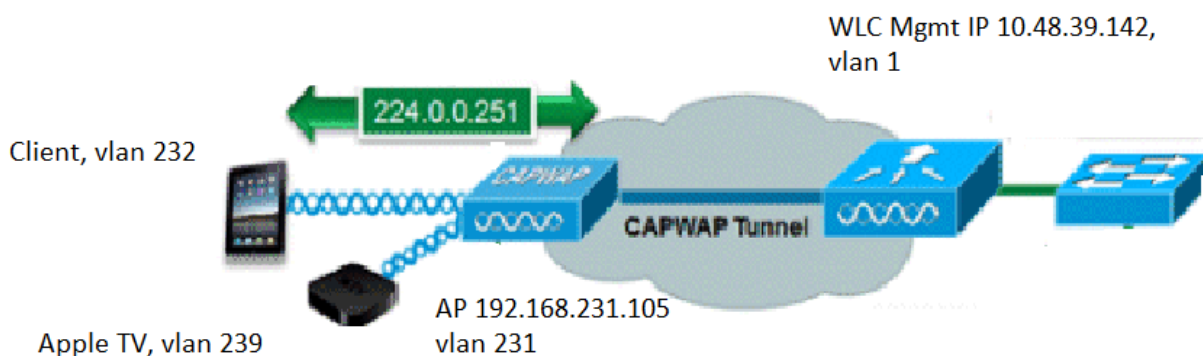 WLC Mgmt IP 10.48.39.142,
vlan 1
224.0.0.251
Client, vlan 232
CAPWAP
CAPWAP Tunnel
AP 192.168.231.105
vlan 231
Apple TV, vlan 239